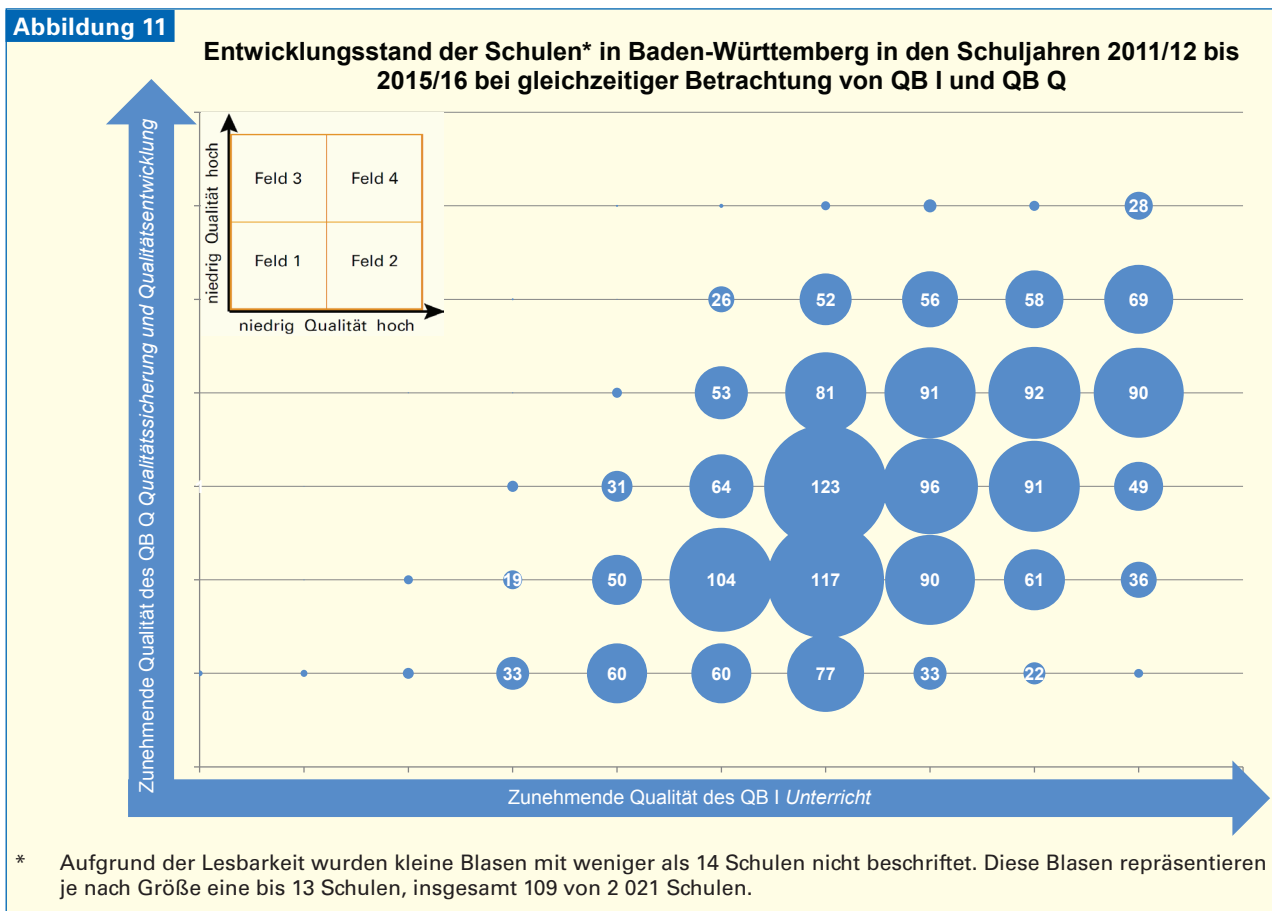 Abbildung 11
Entwicklungsstand der Schulen* in Baden-Württemberg in den Schuljahren 2011/12 bis
2015/16 bei gleichzeitiger Betrachtung von QB I und QB Q
Zunehmende Qualität des QB Q Qualitätssicherung und Qualitätsentwicklung
niedrig Qualität hoch
Feld 3 Feld 4
Feld 1 Feld 2
niedrig Qualität hoch
28
26 52 56 58 69
53 81 91 92 90
31 64 123 96 91 49
19 50 104 117 90 61 36
33 60 60 77 33 22
Zunehmende Qualität des QB I Unterricht
* Aufgrund der Lesbarkeit wurden kleine Blasen mit weniger als 14 Schulen nicht beschriftet. Diese Blasen repräsentieren
je nach Größe eine bis 13 Schulen, insgesamt 109 von 2 021 Schulen.